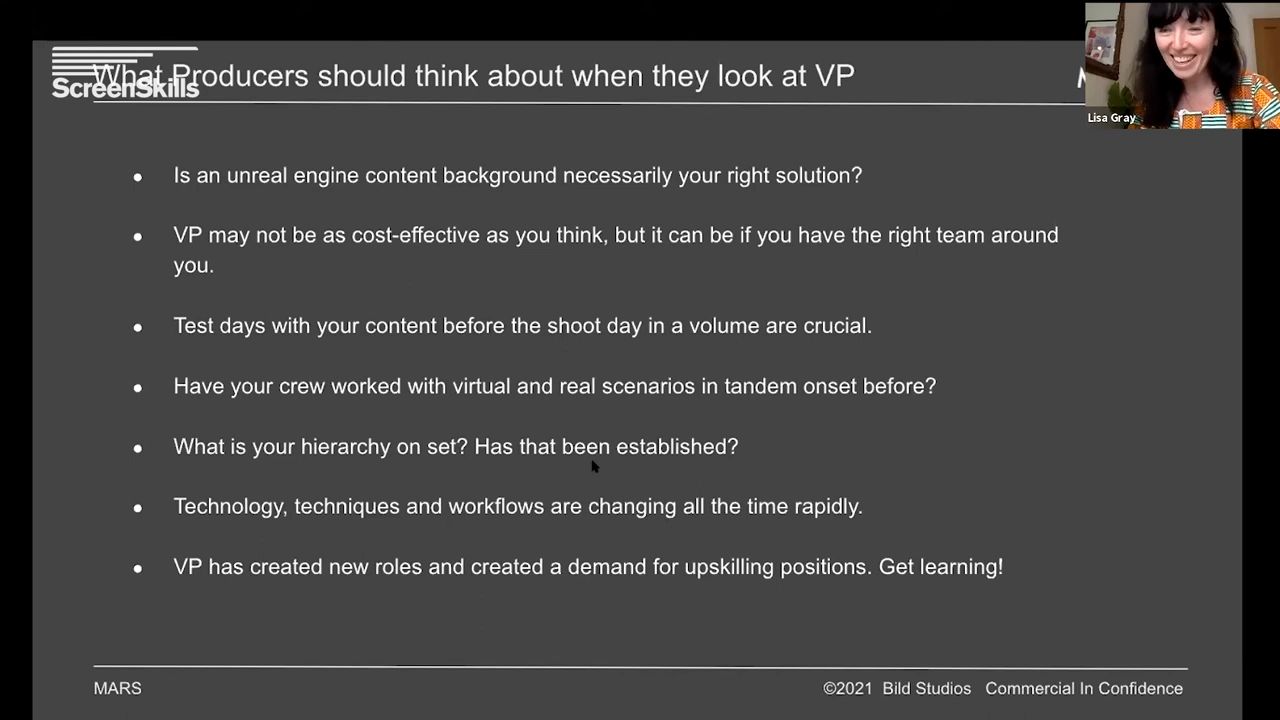 What Producers should think about when they look at VP
ScreenSkills
Lisa Gray
Is an unreal engine content background necessarily your right solution?
VP may not be as cost-effective as you think, but it can be if you have the right team around
you.
Test days with your content before the shoot day in a volume are crucial.
Have your crew worked with virtual and real scenarios in tandem onset before?
What is your hierarchy on set? Has that been established?
Technology, techniques and workflows are changing all the time rapidly.
VP has created new roles and created a demand for upskilling positions. Get learning!
MARS
©2021 Bild Studios Commercial In Confidence